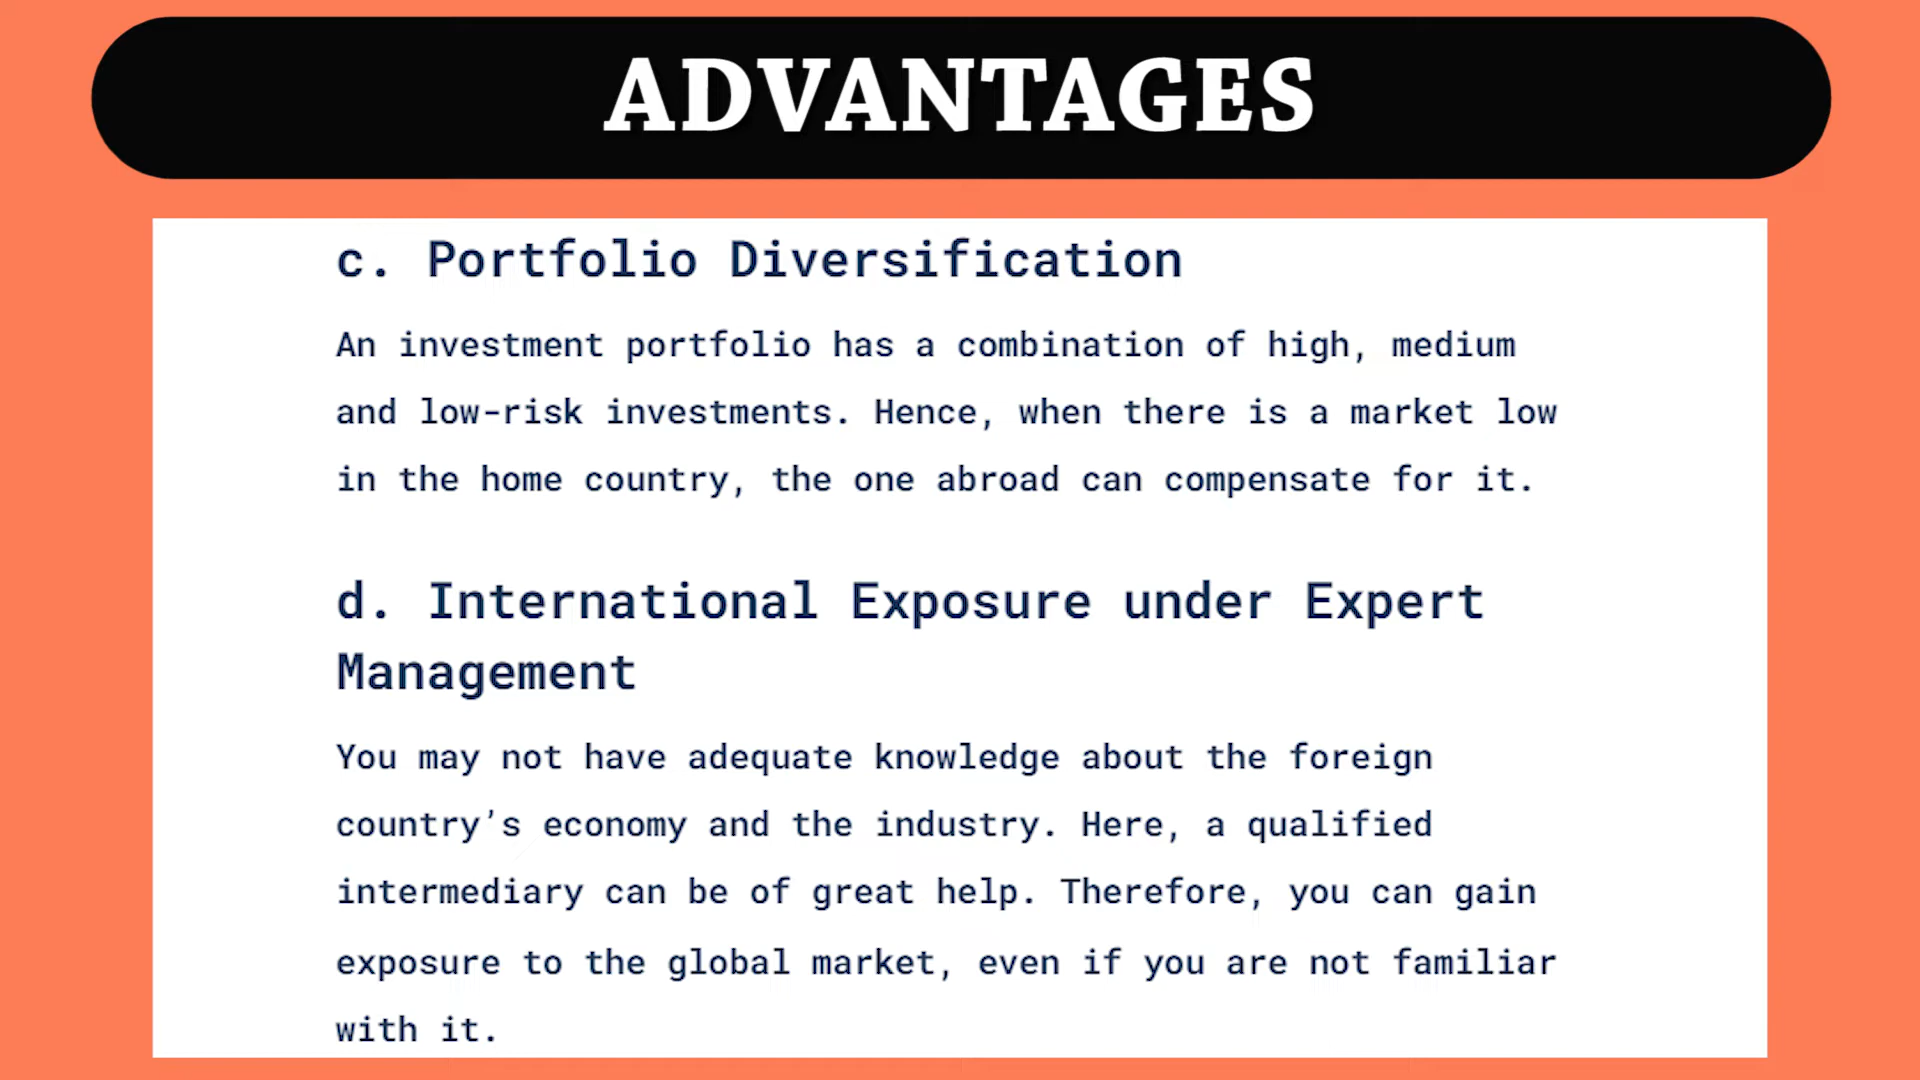 ADVANTAGES
c. Portfolio Diversification
An investment portfolio has a combination of high, medium
and low-risk investments. Hence, when there is a market low
in the home country, the one abroad can compensate for it.
d. International Exposure under Expert
Management
You may not have adequate knowledge about the foreign
country’s economy and the industry. Here, a qualified
intermediary can be of great help. Therefore, you can gain
exposure to the global market, even if you are not familiar
with it.